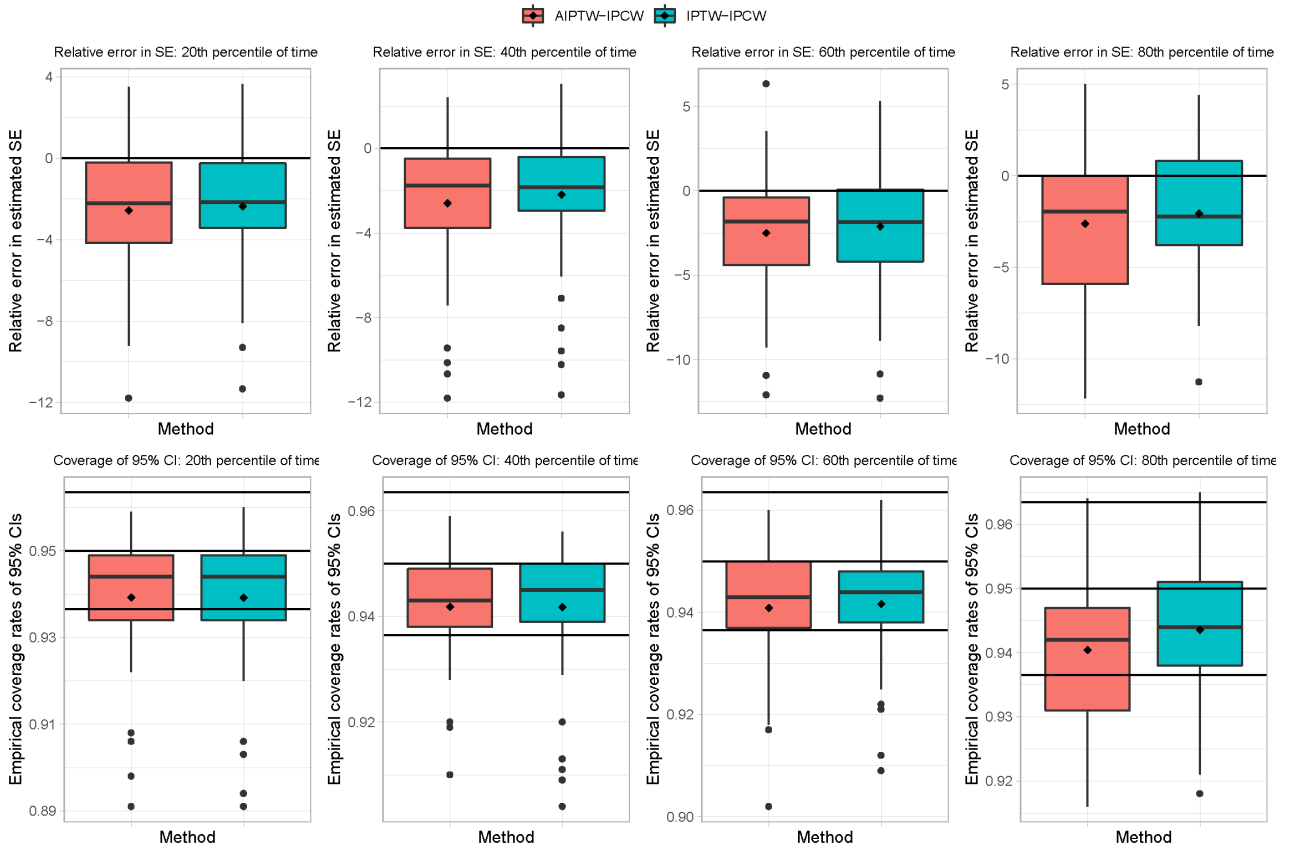 AIPTW−IPCW IPTW−IPCW
Relative error in SE: 20th percentile of time
Relative error in SE: 40th percentile of time
Relative error in SE: 60th percentile of time
Relative error in SE: 80th percentile of time
Relative error in estimated SE
4
0
−4
−8
−12
Method
Relative error in estimated SE
0
−4
−8
−12
Method
Relative error in estimated SE
5
0
−5
−10
Method
Relative error in estimated SE
5
0
−5
−10
Method
Coverage of 95% CI: 20th percentile of time
Coverage of 95% CI: 40th percentile of time
Coverage of 95% CI: 60th percentile of time
Coverage of 95% CI: 80th percentile of time
Empirical coverage rates of 95% CIs
0.95
0.93
0.91
0.89
Method
Empirical coverage rates of 95% CIs
0.96
0.94
0.92
Method
Empirical coverage rates of 95% CIs
0.96
0.94
0.92
0.90
Method
Empirical coverage rates of 95% CIs
0.96
0.95
0.94
0.93
0.92
Method